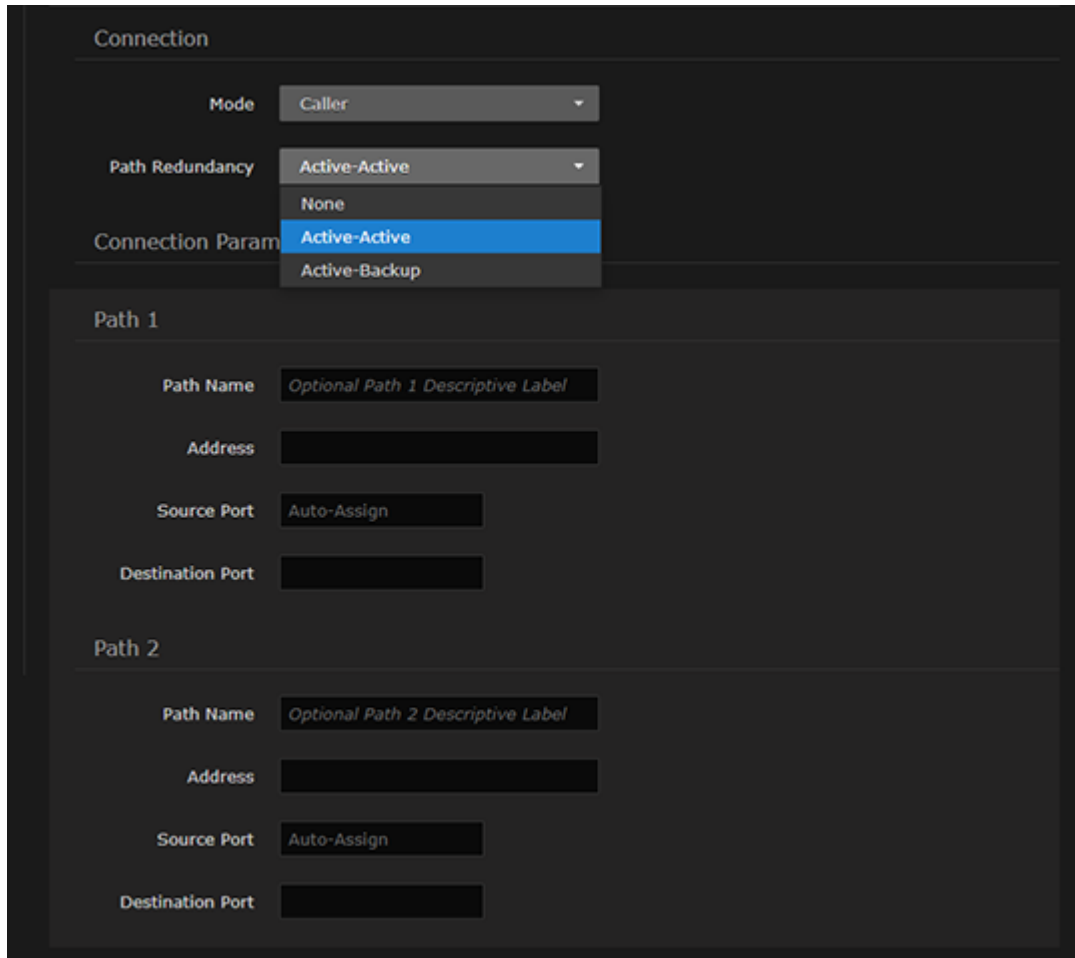 Connection
Mode Caller
Path Redundancy Active-Active
None
Connection Param Active-Active
Active-Backup
Path 1
Path Name Optional Path 1 Descriptive Label
Address
Source Port Auto-Assign
Destination Port
Path 2
Path Name Optional Path 2 Descriptive Label
Address
Source Port Auto-Assign
Destination Port